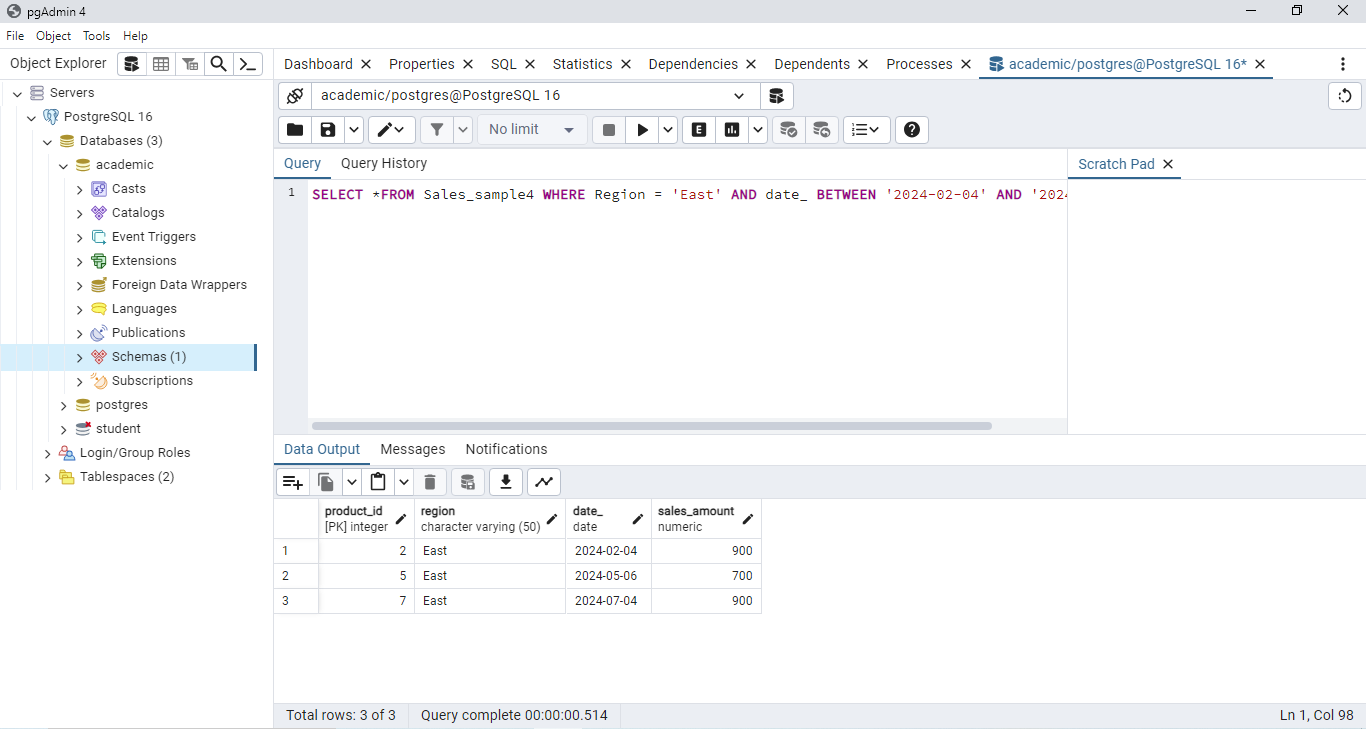 pgAdmin 4
File Object Tools Help
Object Explorer
Dashboard Properties SQL Statistics Dependencies Dependents Processes academic/postgres@PostgreSQL 16*
Servers
PostgreSQL 16
Databases (3)
academic
Casts
Catalogs
Event Triggers
Extensions
Foreign Data Wrappers
Languages
Publications
Schemas (1)
Subscriptions
postgres
student
Login/Group Roles
Tablespaces (2)
academic/postgres@PostgreSQL 16
No limit
E
Query Query History
Scratch Pad
1 SELECT *FROM Sales_sample4 WHERE Region = 'East' AND date_ BETWEEN '2024-02-04' AND '202
Data Output Messages Notifications
product_id region date_ sales_amount
[PK] integer character varying (50) date numeric
1 2 East 2024-02-04 900
2 5 East 2024-05-06 700
3 7 East 2024-07-04 900
Total rows: 3 of 3 Query complete 00:00:00.514 Ln 1, Col 98